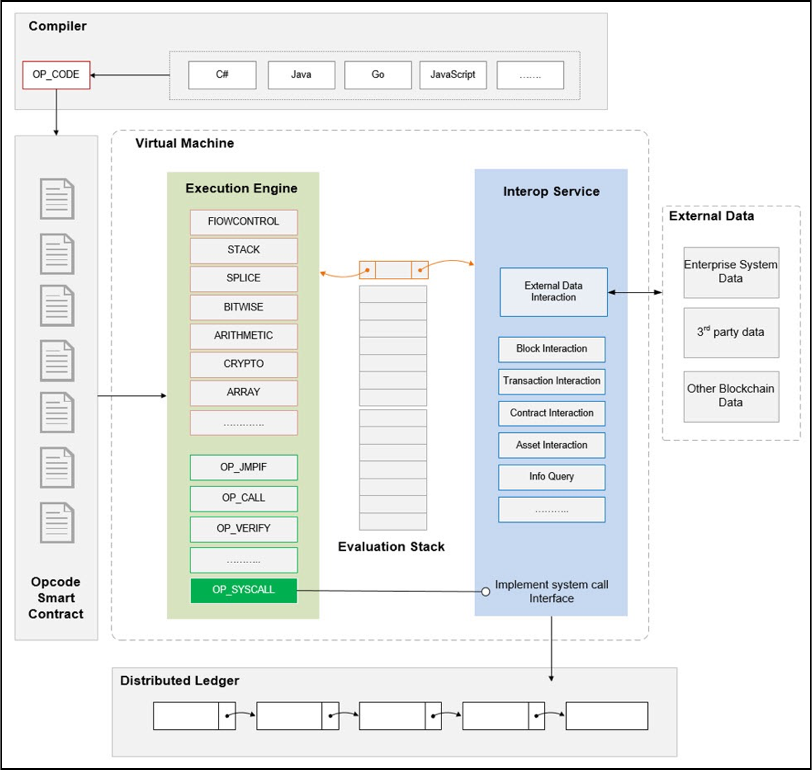 Compiler
OP_CODE
C#
Java
Go
JavaScript
.......
Virtual Machine
Execution Engine
FlOWCONTROL
STACK
SPLICE
BITWISE
ARITHMETIC
CRYPTO
ARRAY
.............
OP_JMPIF
OP_CALL
OP_VERIFY
...........
OP_SYSCALL
Evaluation Stack
Interop Service
External Data
Interaction
Block Interaction
Transaction Interaction
Contract Interaction
Asset Interaction
Info Query
...........
Implement system call
Interface
External Data
Enterprise System
Data
3rd party data
Other Blockchain
Data
Opcode
Smart
Contract
Distributed Ledger